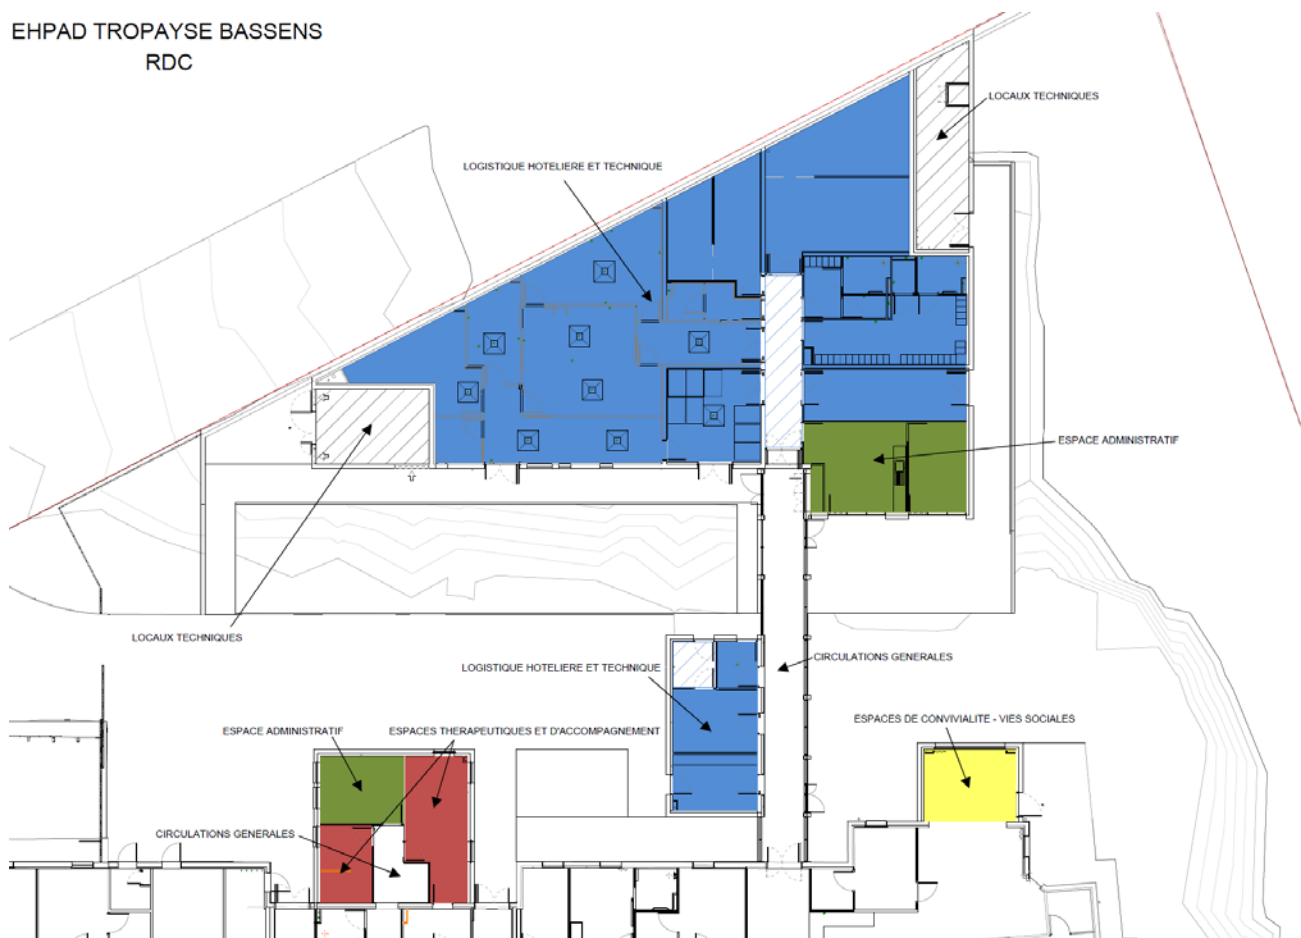 EHPAD TROPAYSE BASSENS
RDC
LOCAUX TECHNIQUES
LOGISTIQUE HOTELIERE ET TECHNIQUE
ESPACE ADMINISTRATIF
LOCAUX TECHNIQUES
LOGISTIQUE HOTELIERE ET TECHNIQUE
CIRCULATIONS GENERALES
ESPACES DE CONVIVIALITE - VIES SOCIALES
ESPACE ADMINISTRATIF
ESPACES THERAPEUTIQUES ET D'ACCOMPAGNEMENT
CIRCULATIONS GENERALES